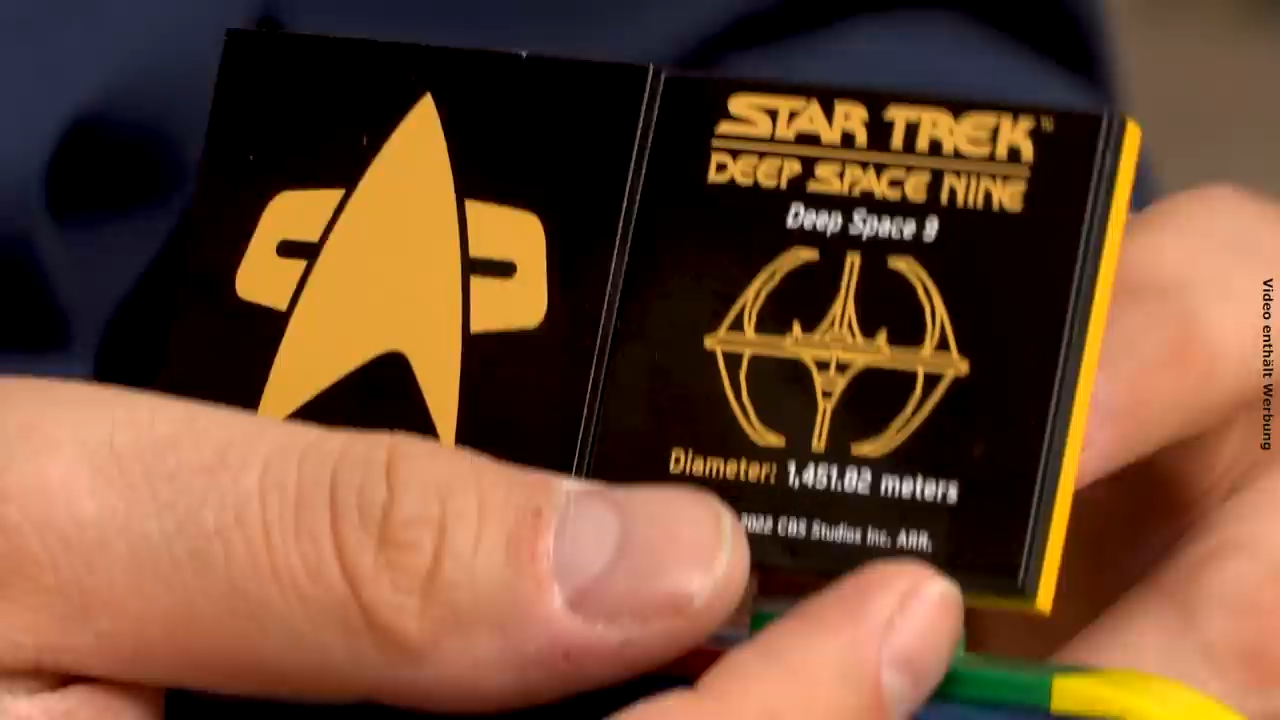 STAR TREK™
DEEP SPACE NINE
Deep Space 9
Diameter: 1,451.82 meters
2022 CBS Studios Inc. ARR.
Video enthält Werbung